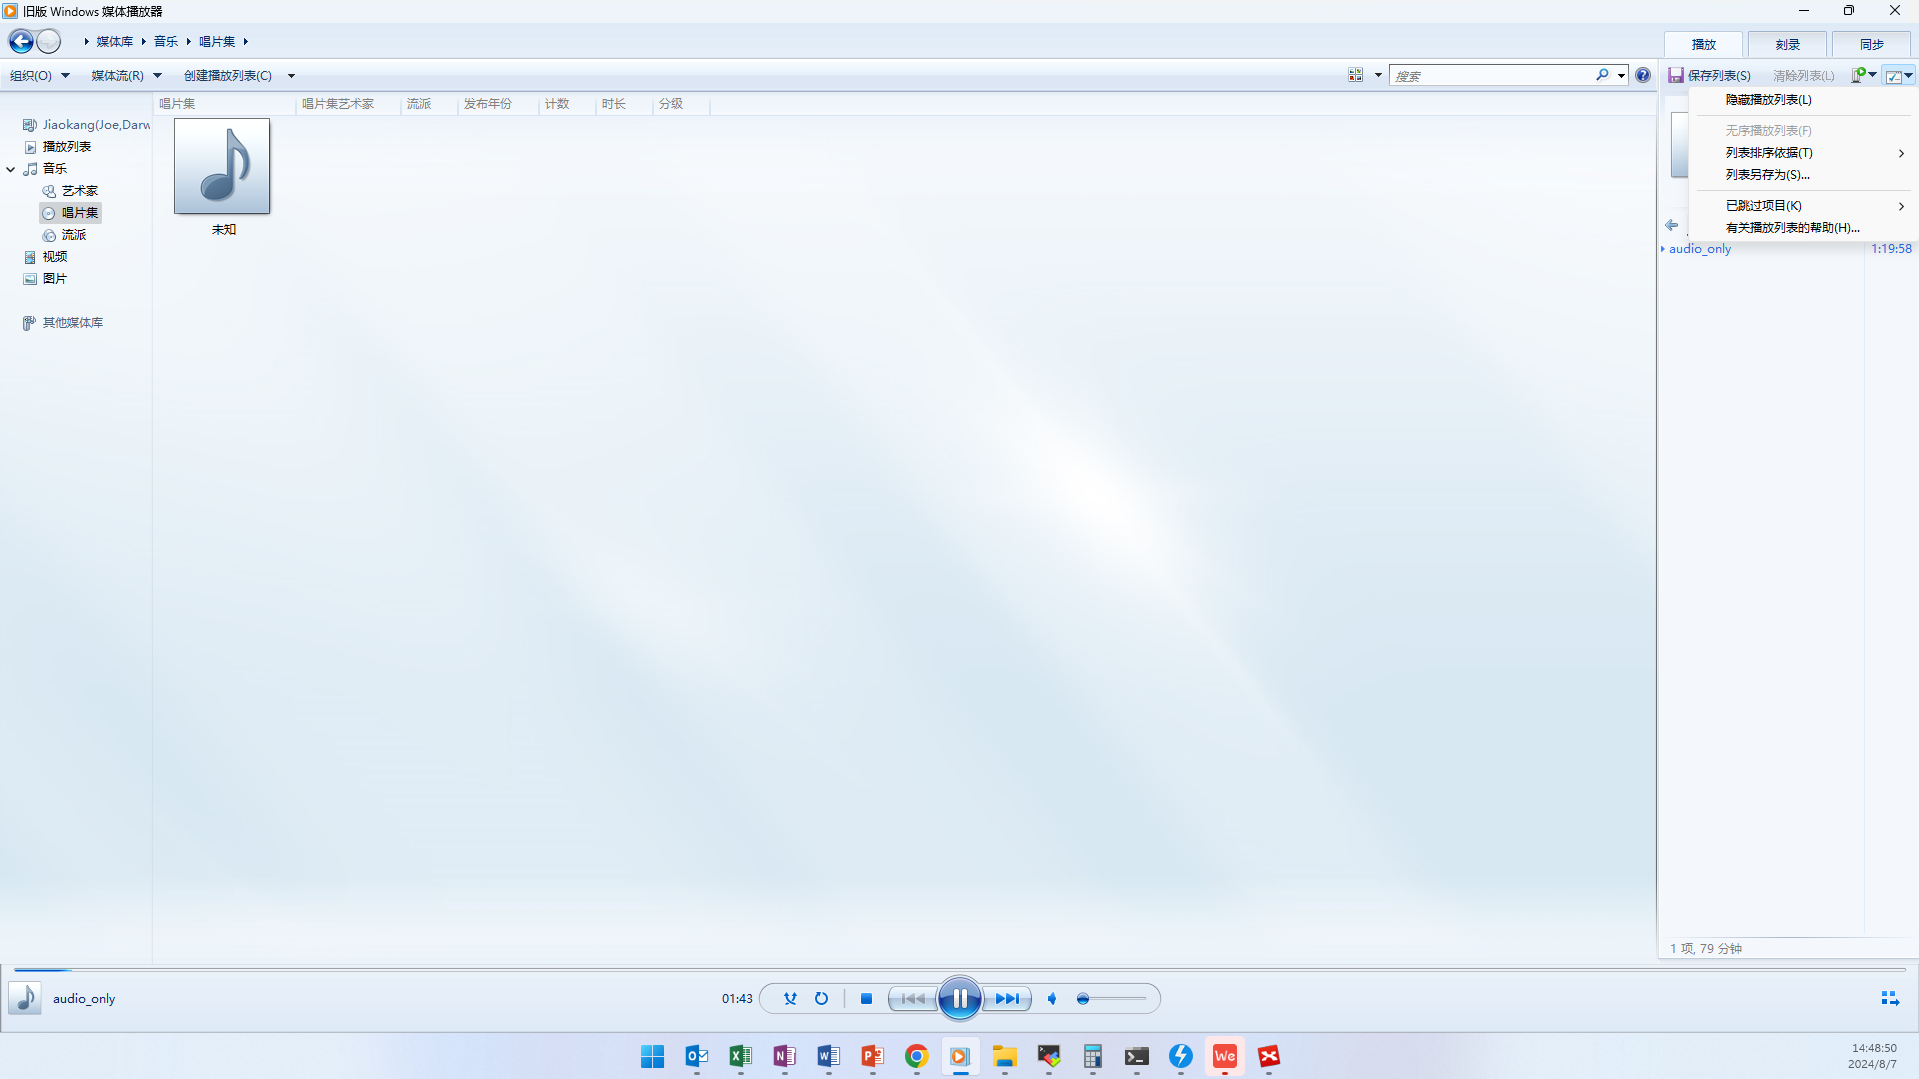 旧版 Windows 媒体播放器
媒体库
音乐
唱片集
播放
刻录
同步
组织(O)
媒体流(R)
创建播放列表(C)
搜索
保存列表(S)
清除列表(L)
唱片集
唱片集艺术家
流派
发布年份
计数
时长
分级
隐藏播放列表(L)
无序播放列表(F)
列表排序依据(T)
列表另存为(S)...
已跳过项目(K)
有关播放列表的帮助(H)...
Jiaokang(Joe,Darw
播放列表
音乐
艺术家
唱片集
流派
视频
图片
其他媒体库
未知
audio_only
1:19:58
1 项, 79 分钟
audio_only
01:43
14:48:50
2024/8/7